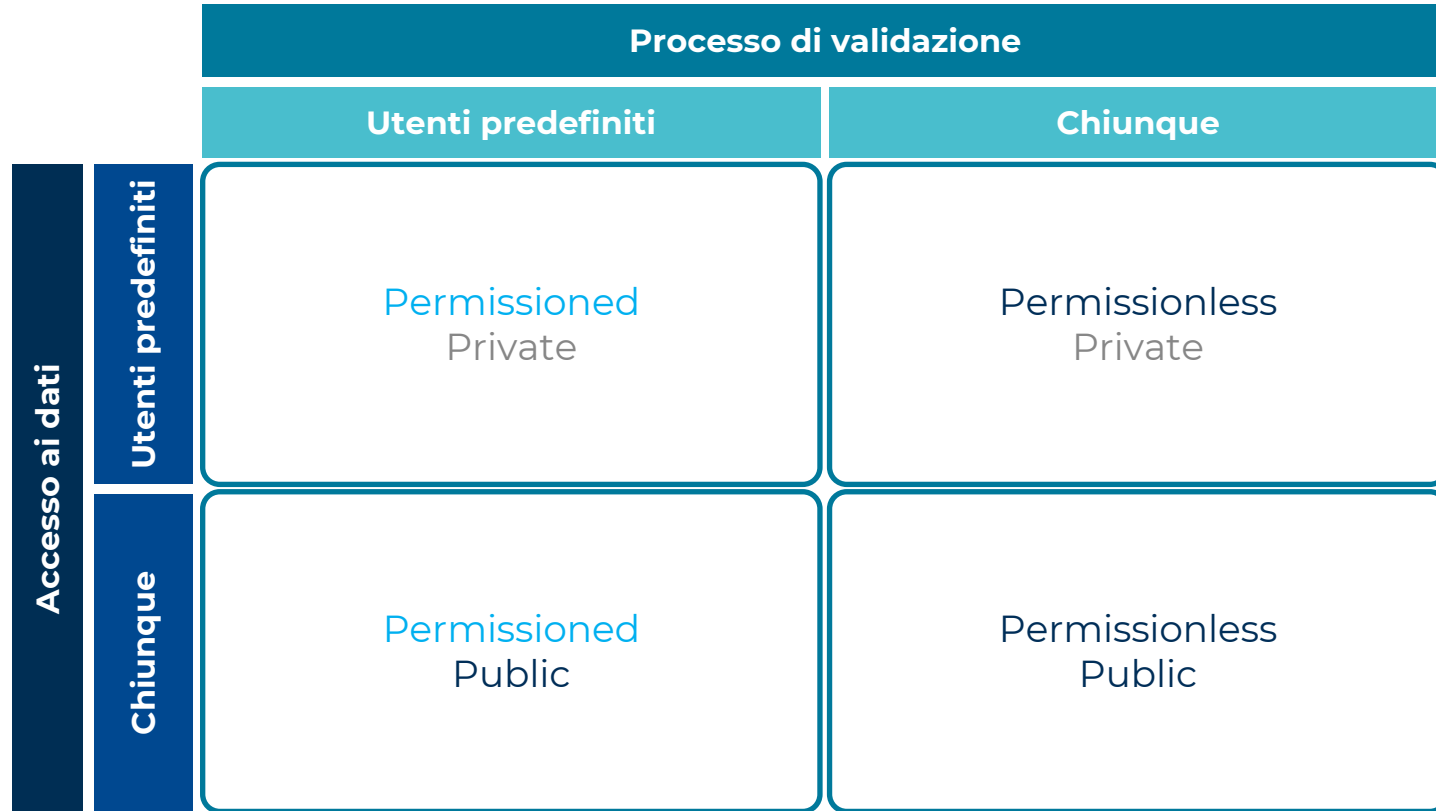 Processo di validazione
Utenti predefiniti
Chiunque
Accesso ai dati
Utenti predefiniti
Permissioned
Private
Permissionless
Private
Chiunque
Permissioned
Public
Permissionless
Public